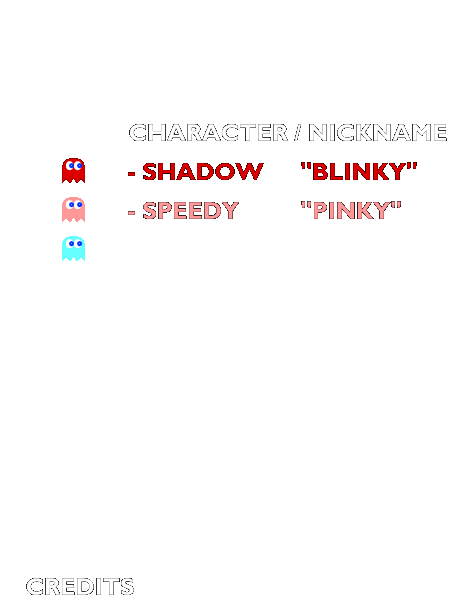 CHARACTER / NICKNAME
- SHADOW "BLINKY"
- SPEEDY "PINKY"
CREDITS